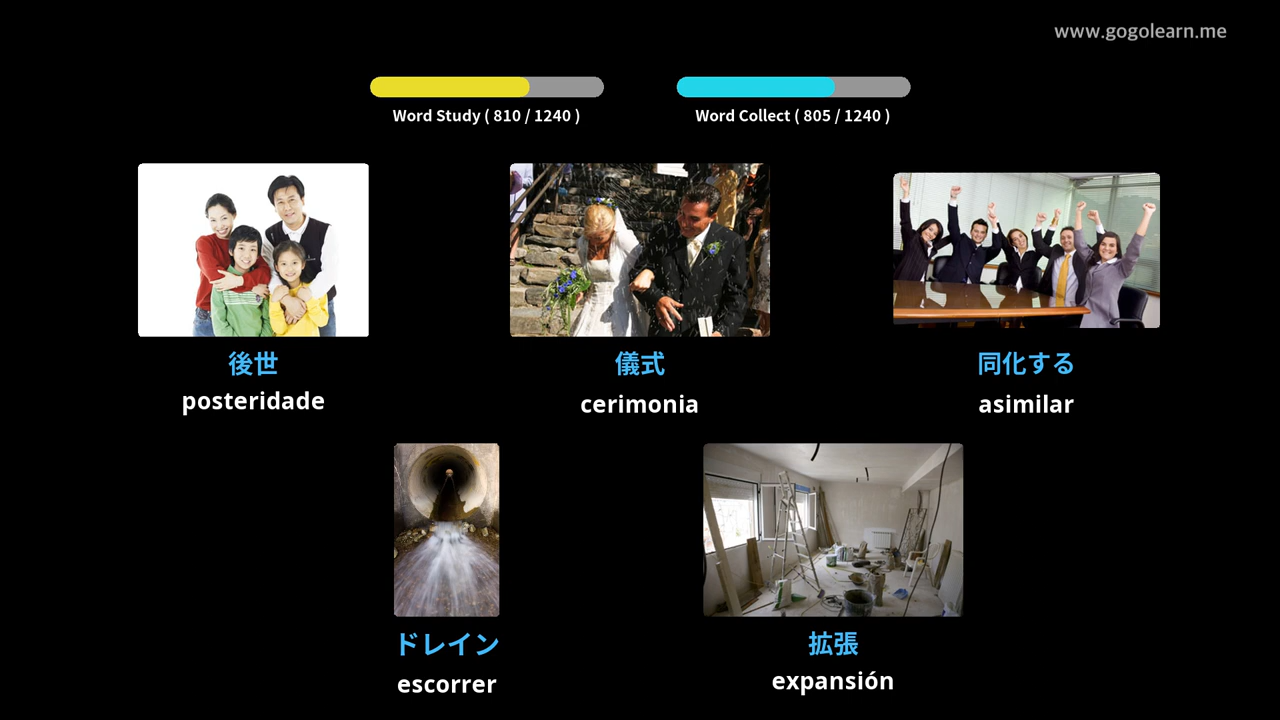 www.gogolearn.me
Word Study ( 810 / 1240 )
Word Collect ( 805 / 1240 )
後世
posteridade
儀式
cerimonia
同化する
asimilar
ドレイン
escorrer
拡張
expansión